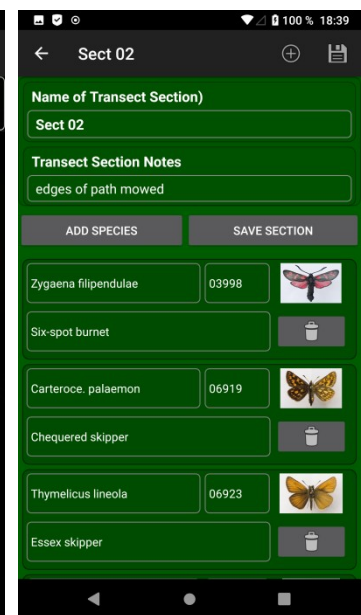 100 % 18:39
Sect 02
Name of Transect Section)
Sect 02
Transect Section Notes
edges of path mowed
ADD SPECIES SAVE SECTION
Zygaena filipendulae 03998
Six-spot burnet
Carteroce. palaemon 06919
Chequered skipper
Thymelicus lineola 06923
Essex skipper